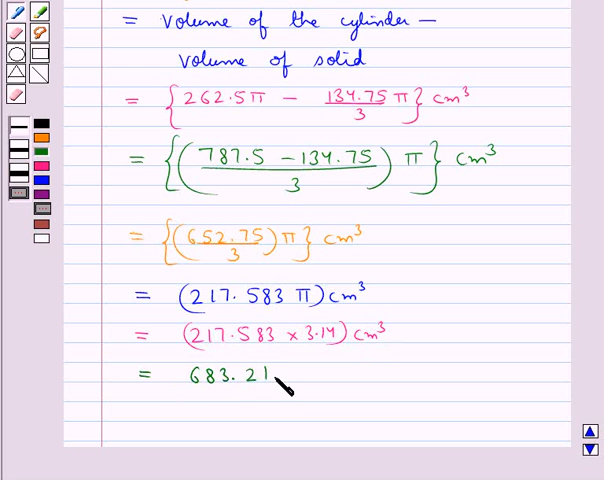 = Volume of the cylinder –
volume of solid
= {262.5π – 134.75/3 π} cm³
= {(787.5 – 134.75/3) π} cm³
= {(652.75/3) π} cm³
= (217.583 π) cm³
= (217.583 × 3.14) cm³
= 683.21